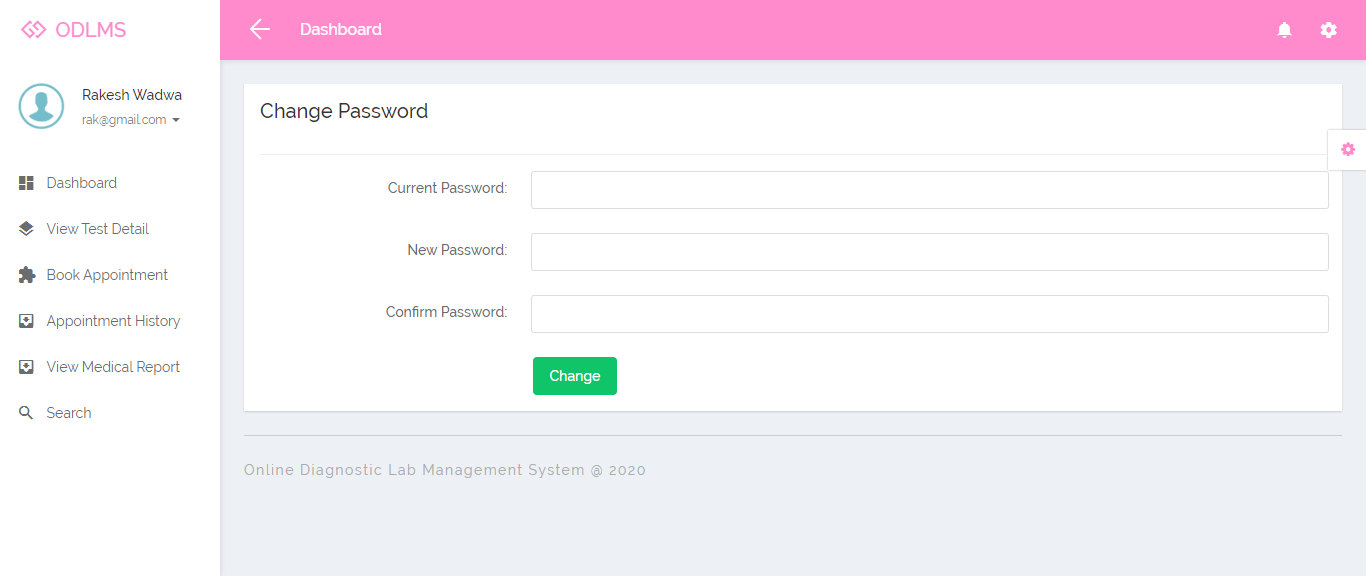 ODLMS
Dashboard
Rakesh Wadwa
rak@gmail.com
Dashboard
View Test Detail
Book Appointment
Appointment History
View Medical Report
Search
Change Password
Current Password:
New Password:
Confirm Password:
Change
Online Diagnostic Lab Management System @ 2020